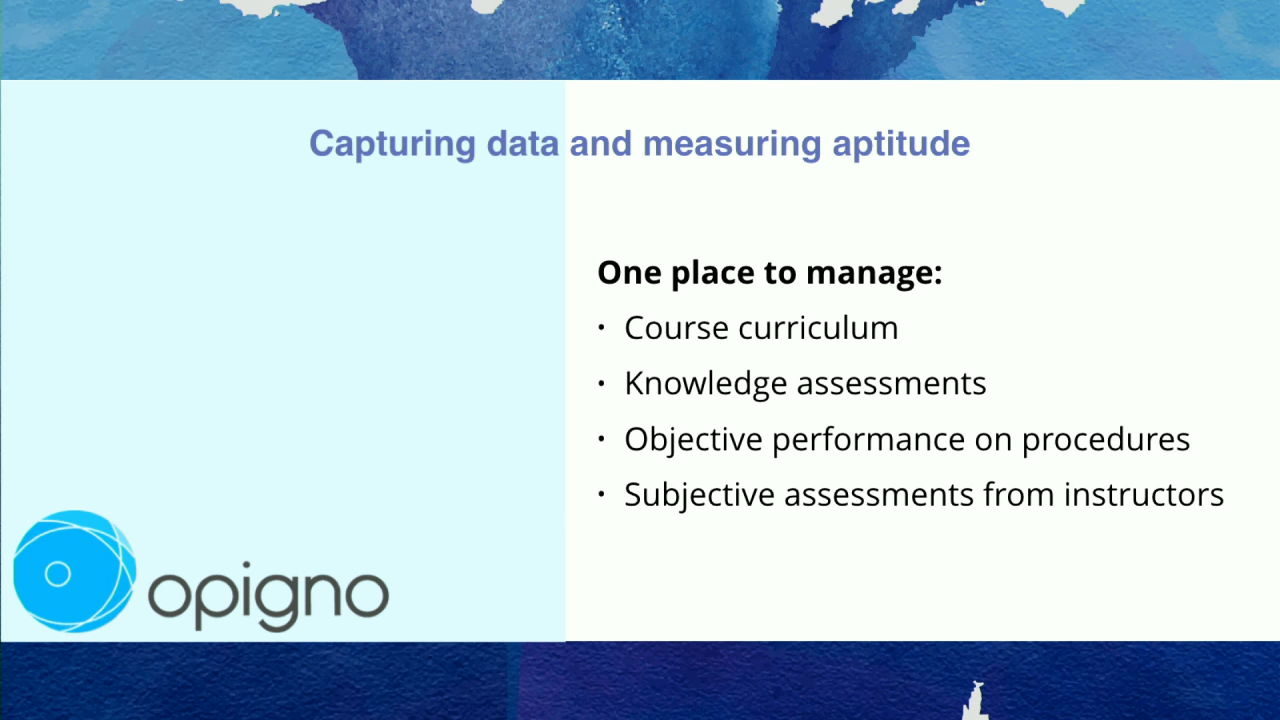 Capturing data and measuring aptitude
One place to manage:
• Course curriculum
• Knowledge assessments
• Objective performance on procedures
• Subjective assessments from instructors
opigno